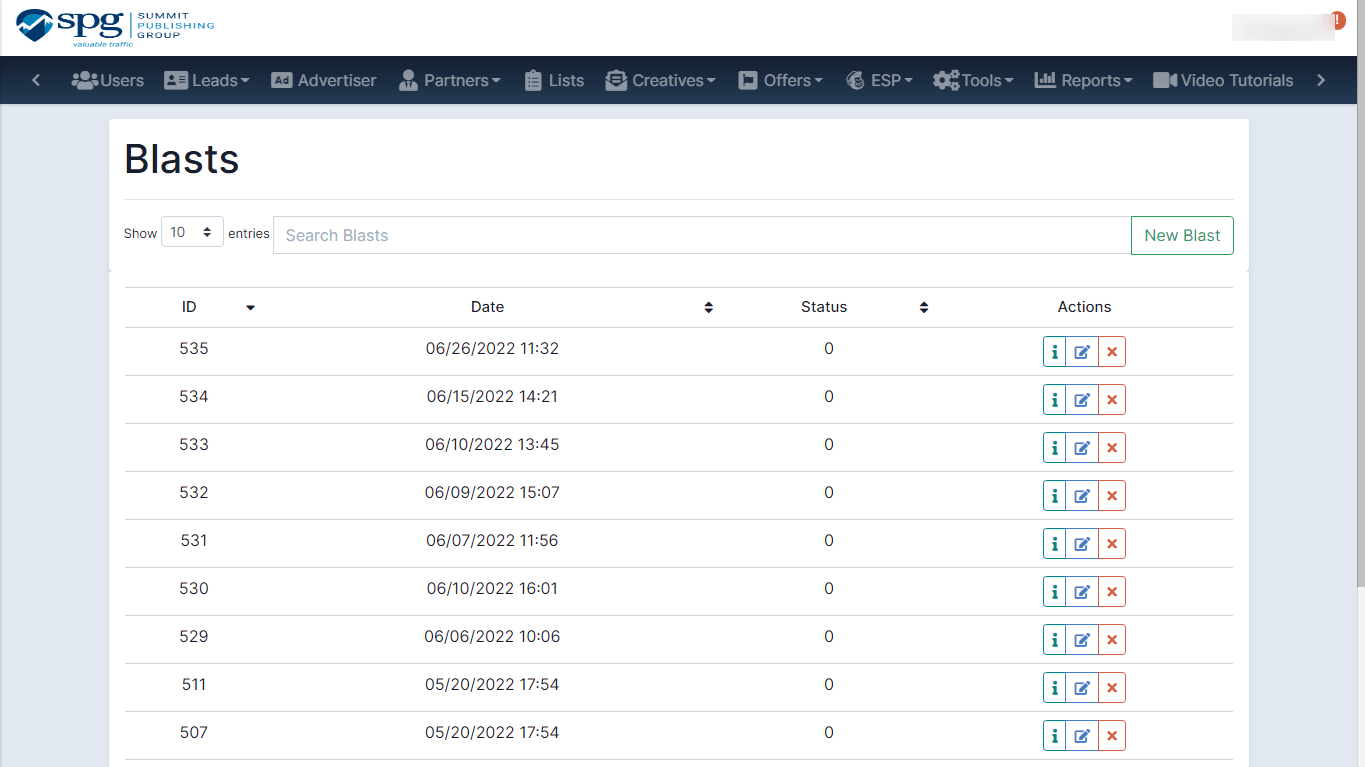 spg SUMMIT PUBLISHING GROUP
valuable traffic
!
Users Leads Ad Advertiser Partners Lists Creatives Offers ESP Tools Reports Video Tutorials
Blasts
Show 10 entries Search Blasts New Blast
ID Date Status Actions
535 06/26/2022 11:32 0
534 06/15/2022 14:21 0
533 06/10/2022 13:45 0
532 06/09/2022 15:07 0
531 06/07/2022 11:56 0
530 06/10/2022 16:01 0
529 06/06/2022 10:06 0
511 05/20/2022 17:54 0
507 05/20/2022 17:54 0